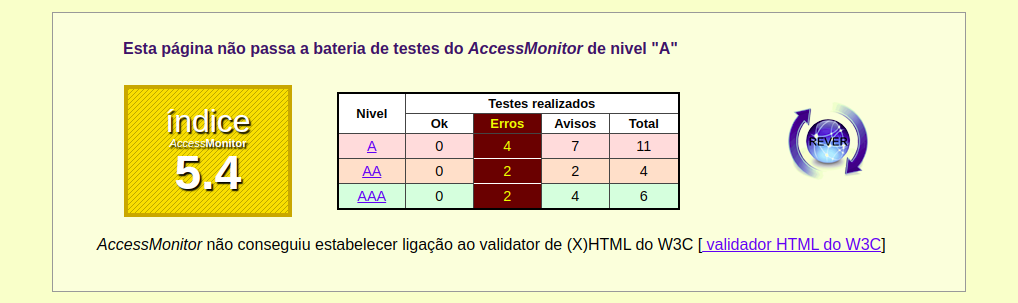 Esta página não passa a bateria de testes do AccessMonitor de nivel "A"
índice
AccessMonitor
5.4
Nivel Testes realizados
Ok Erros Avisos Total
A 0 4 7 11
AA 0 2 2 4
AAA 0 2 4 6
REVER
AccessMonitor não conseguiu estabelecer ligação ao validator de (X)HTML do W3C [ validador HTML do W3C]